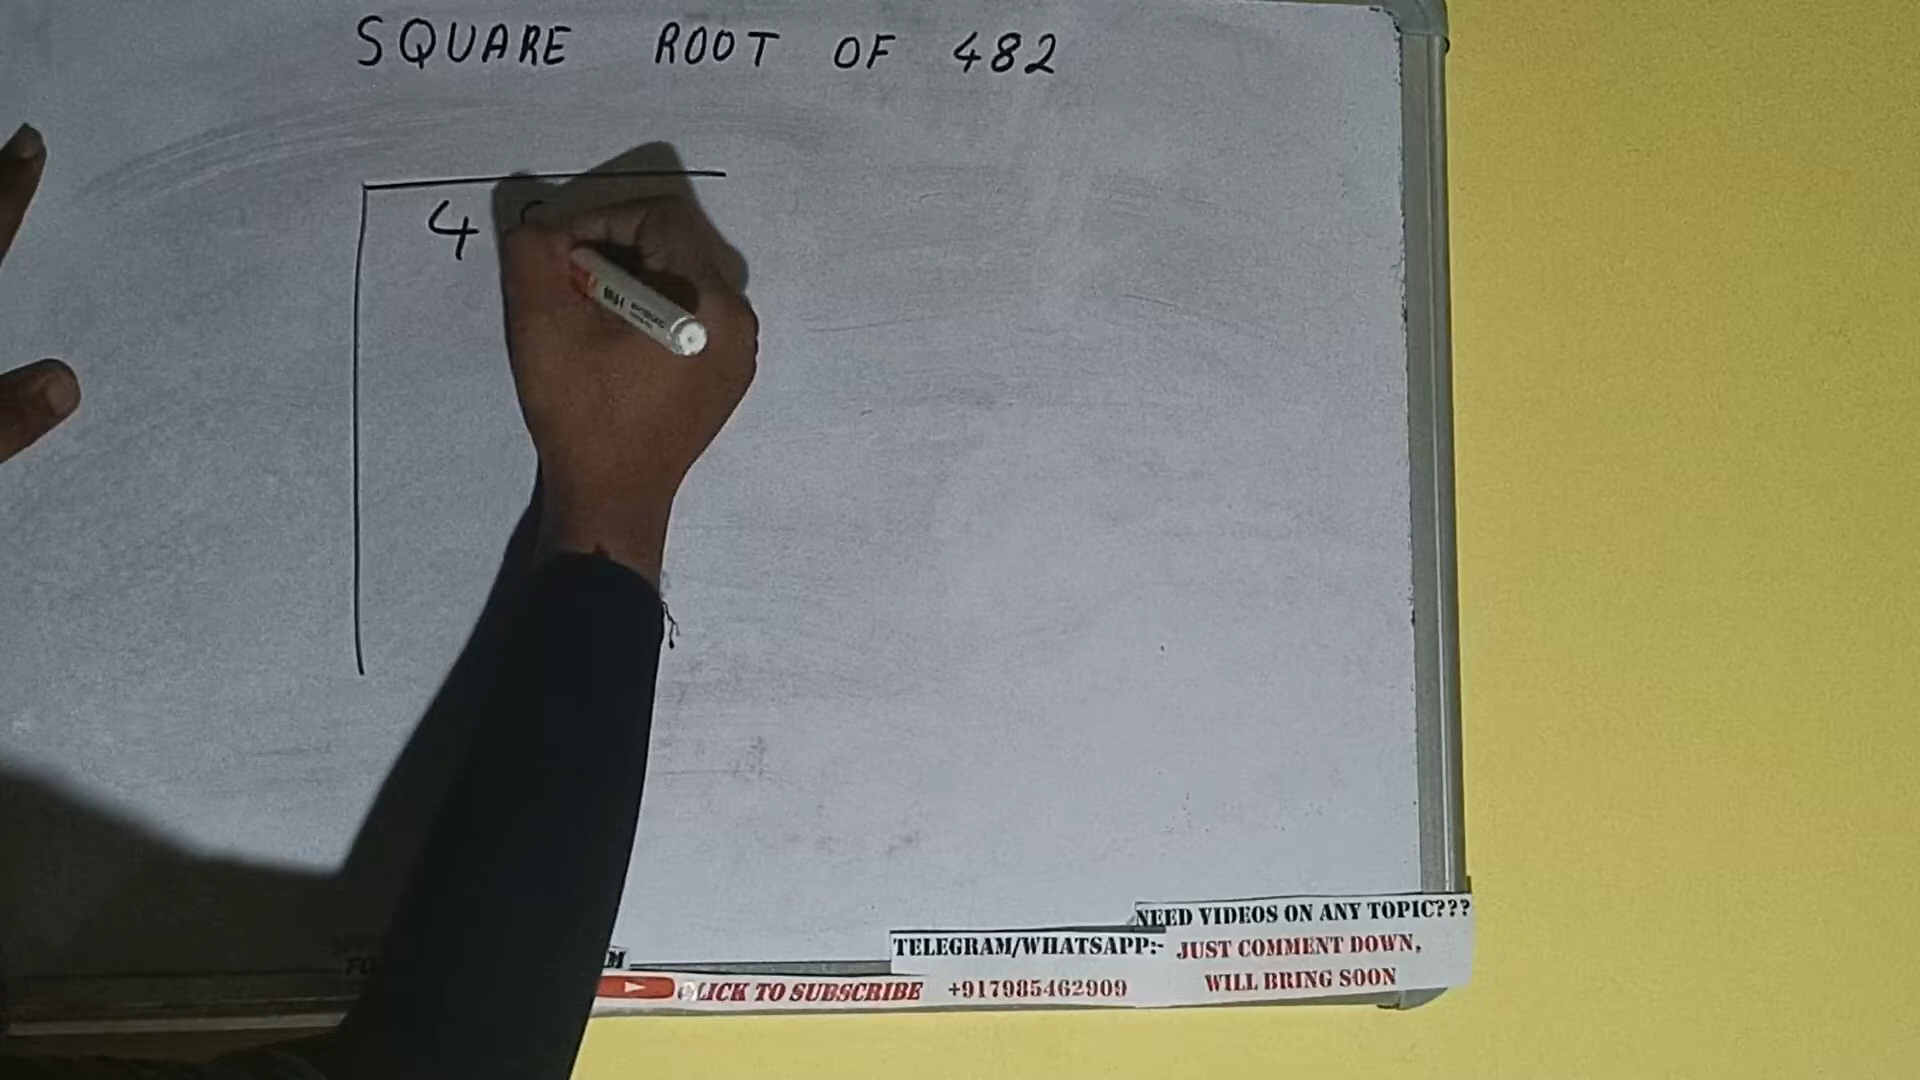 SQUARE ROOT OF 482
4
NEED VIDEOS ON ANY TOPIC???
TELEGRAM/WHATSAPP:- JUST COMMENT DOWN,
WILL BRING SOON
CLICK TO SUBSCRIBE +917985462909